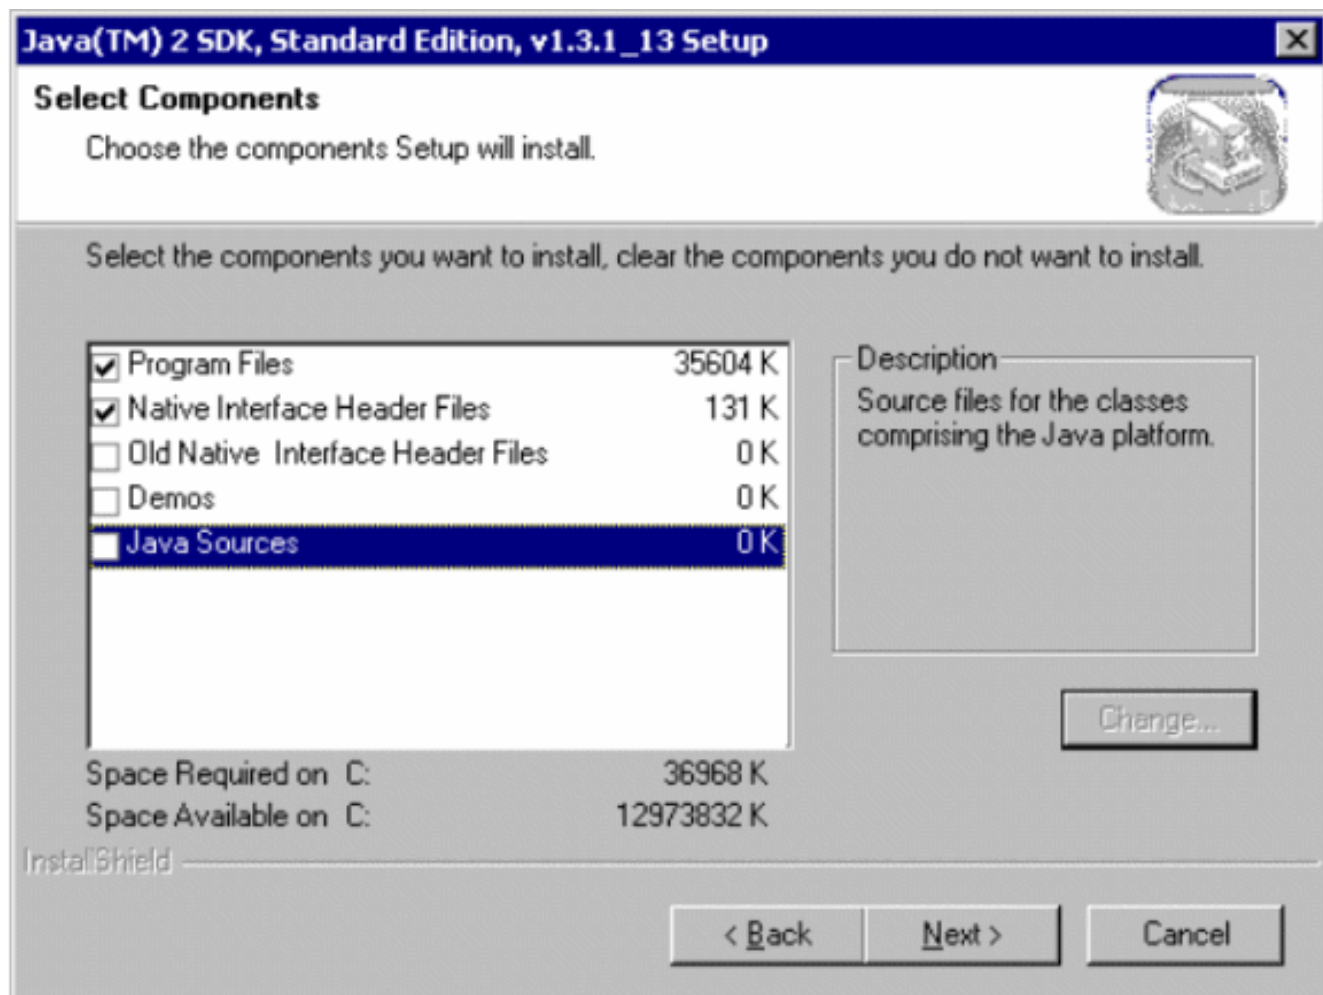 Java(TM) 2 SDK, Standard Edition, v1.3.1_13 Setup
Select Components
Choose the components Setup will install.
Select the components you want to install, clear the components you do not want to install.
Program Files 35604 K
Native Interface Header Files 131 K
Old Native Interface Header Files 0 K
Demos 0 K
Java Sources 0 K
Description
Source files for the classes
comprising the Java platform.
Change...
Space Required on C: 36968 K
Space Available on C: 12973832 K
InstallShield
< Back Next > Cancel